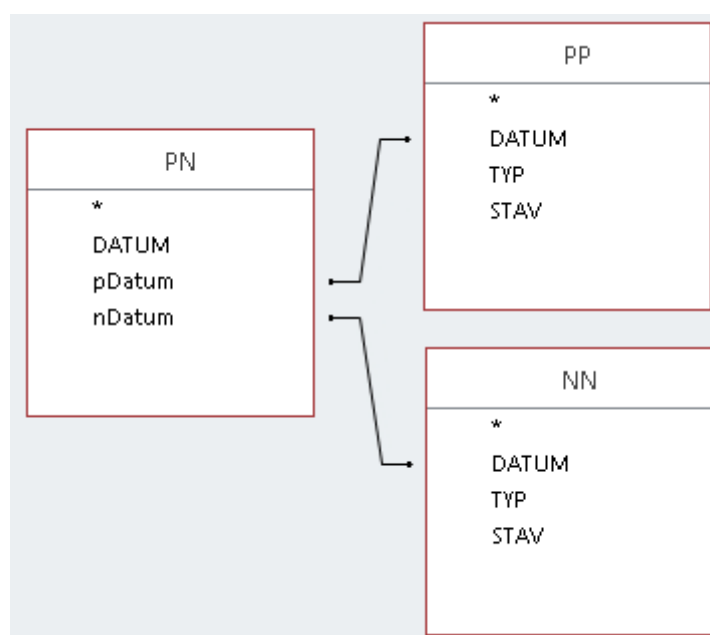 PN
*
DATUM
pDatum
nDatum
PP
*
DATUM
TYP
STAV
NN
*
DATUM
TYP
STAV